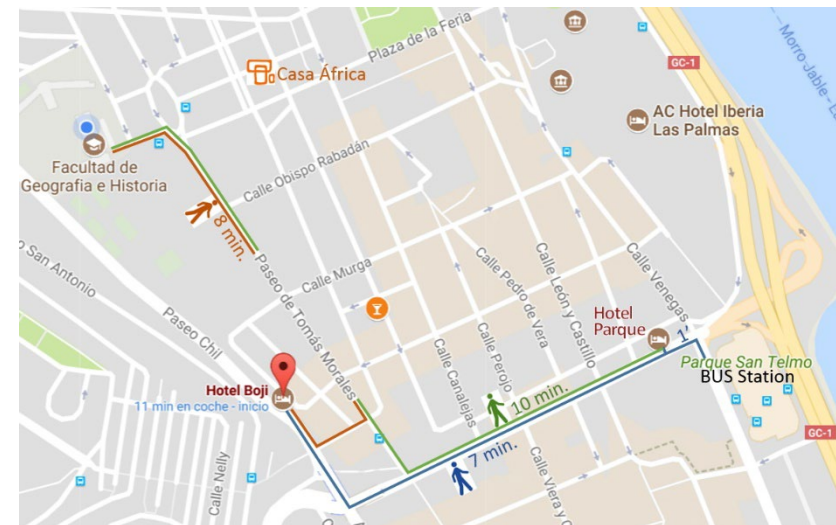 Plaza de la Feria
Morro-Jable
GC-1
Casa África
AC Hotel Iberia
Las Palmas
Facultad de
Geografia e Historia
Calle Obispo Rabadán
8 min.
San Antonio
Paseo Chil
Paseo de Tomás Morales
Calle Murga
Calle Pedro de Vera
Calle León y Castillo
Calle Venegas
Calle Perojo
Calle Canalejas
Hotel
Parque
1'
Parque San Telmo
BUS Station
Hotel Boji
11 min en coche - inicio
10 min.
7 min.
GC-1
Calle Nelly
Calle Viera y